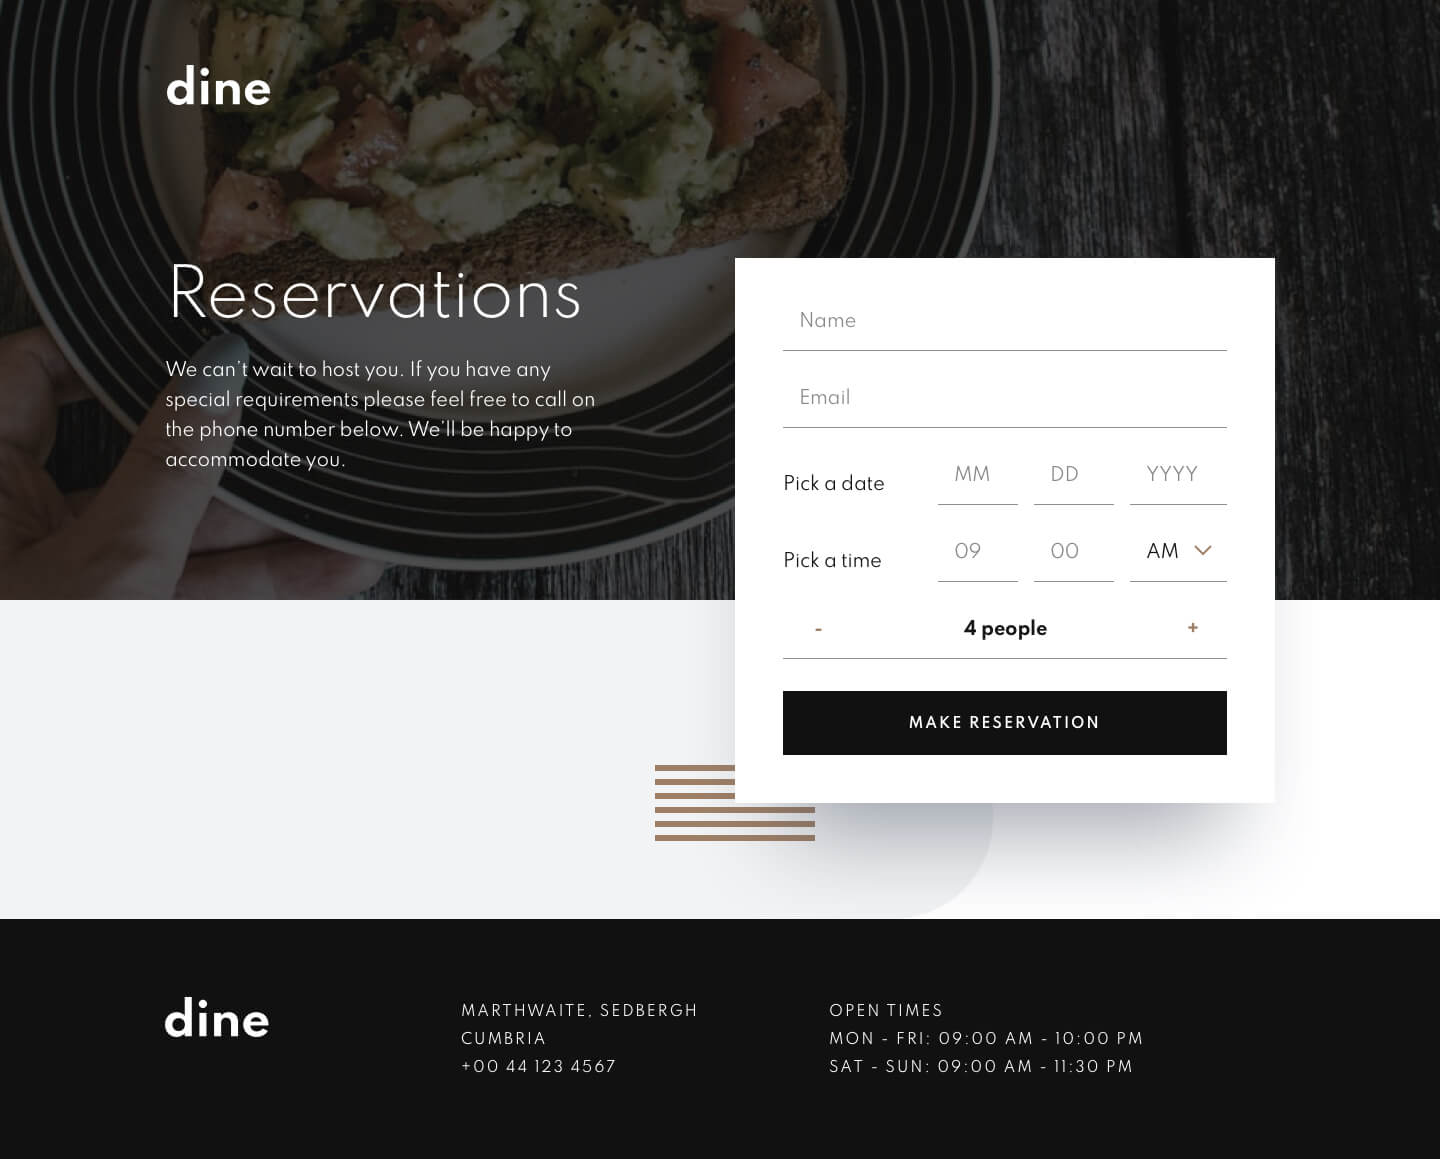 dine
Reservations
We can’t wait to host you. If you have any
special requirements please feel free to call on
the phone number below. We’ll be happy to
accommodate you.
Name
Email
Pick a date MM DD YYYY
Pick a time 09 00 AM
- 4 people +
MAKE RESERVATION
dine
MARTHWAITE, SEDBERGH
CUMBRIA
+00 44 123 4567
OPEN TIMES
MON - FRI: 09:00 AM - 10:00 PM
SAT - SUN: 09:00 AM - 11:30 PM